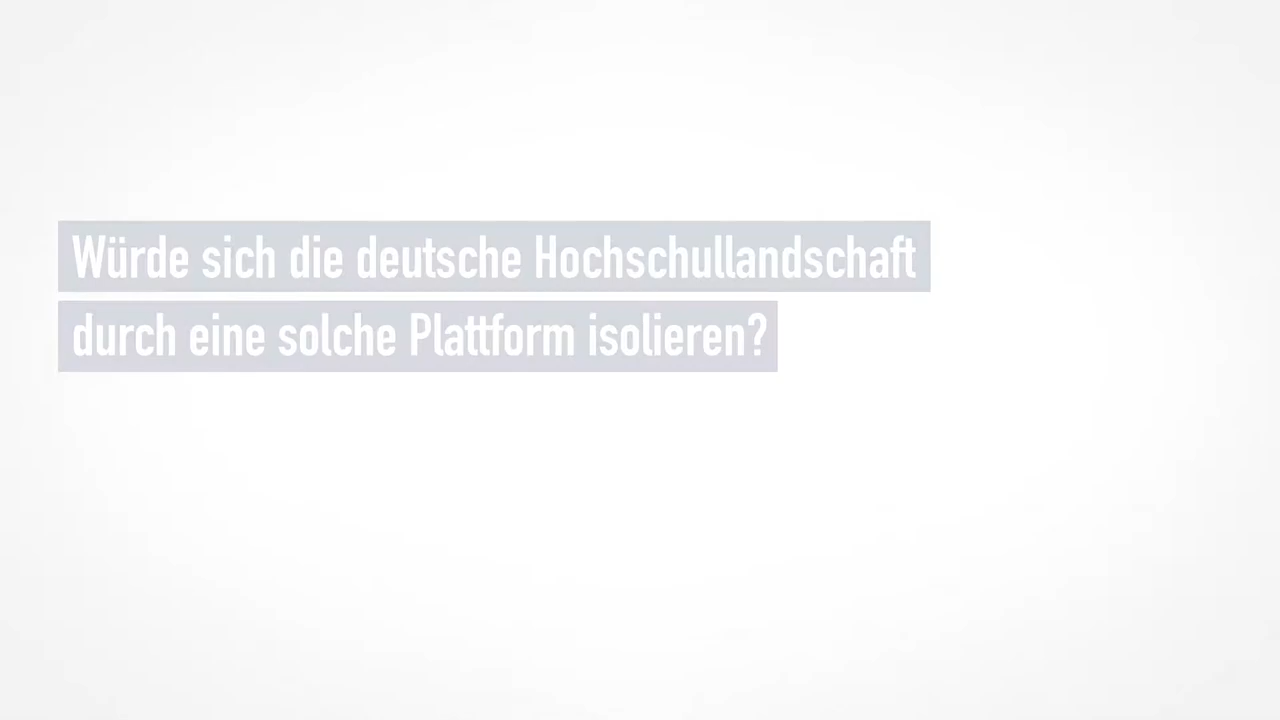 Würde sich die deutsche Hochschullandschaft
durch eine solche Plattform isolieren?